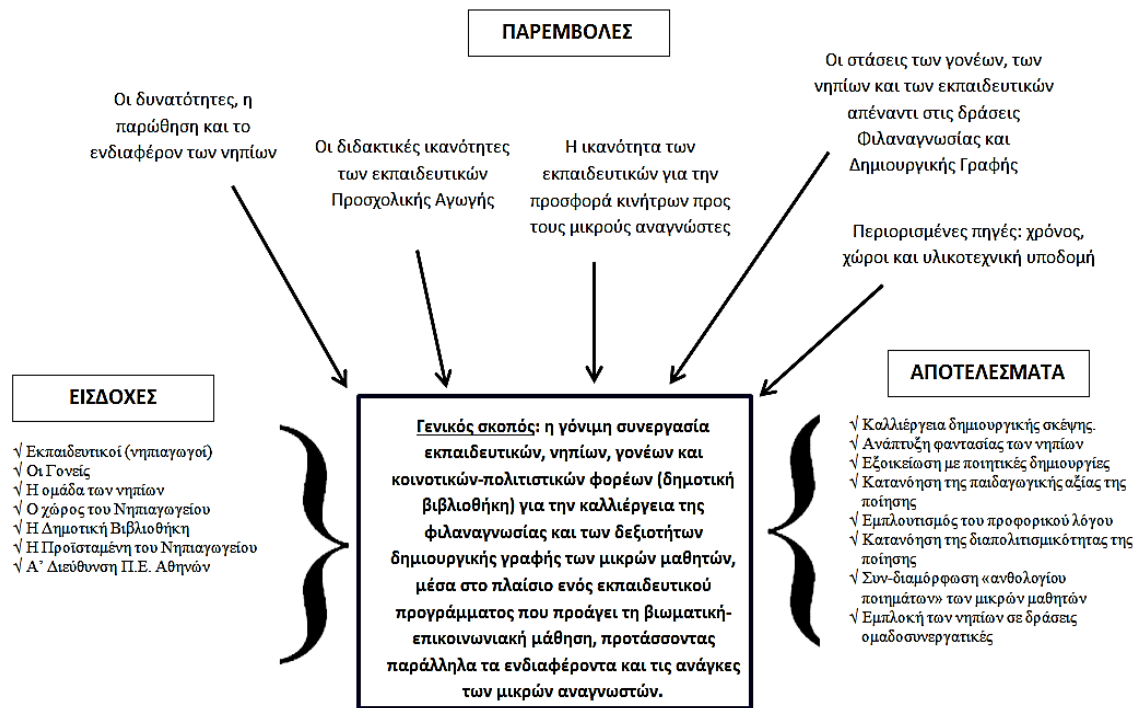 ΠΑΡΕΜΒΟΛΕΣ
Οι δυνατότητες, η
παρώθηση και το
ενδιαφέρον των νηπίων
Οι διδακτικές ικανότητες
των εκπαιδευτικών
Προσχολικής Αγωγής
Η ικανότητα των
εκπαιδευτικών για την
προσφορά κινήτρων προς
τους μικρούς αναγνώστες
Οι στάσεις των γονέων, των
νηπίων και των εκπαιδευτικών
απέναντι στις δράσεις
Φιλαναγνωσίας και
Δημιουργικής Γραφής
Περιορισμένες πηγές: χρόνος,
χώροι και υλικοτεχνική υποδομή
ΕΙΣΔΟΧΕΣ
√ Εκπαιδευτικοί (νηπιαγωγοί)
√ Οι Γονείς
√ Η ομάδα των νηπίων
√ Ο χώρος του Νηπιαγωγείου
√ Η Δημοτική Βιβλιοθήκη
√ Η Προϊσταμένη του Νηπιαγωγείου
√ Α’ Διεύθυνση Π.Ε. Αθηνών
Γενικός σκοπός: η γόνιμη συνεργασία
εκπαιδευτικών, νηπίων, γονέων και
κοινοτικών-πολιτιστικών φορέων (δημοτική
βιβλιοθήκη) για την καλλιέργεια της
φιλαναγνωσίας και των δεξιοτήτων
δημιουργικής γραφής των μικρών μαθητών,
μέσα στο πλαίσιο ενός εκπαιδευτικού
προγράμματος που προάγει τη βιωματική-
επικοινωνιακή μάθηση, προτάσσοντας
παράλληλα τα ενδιαφέροντα και τις ανάγκες
των μικρών αναγνωστών.
ΑΠΟΤΕΛΕΣΜΑΤΑ
√ Καλλιέργεια δημιουργικής σκέψης.
√ Ανάπτυξη φαντασίας των νηπίων
√ Εξοικείωση με ποιητικές δημιουργίες
√ Κατανόηση της παιδαγωγικής αξίας της
ποίησης
√ Εμπλουτισμός του προφορικού λόγου
√ Κατανόηση της διαπολιτισμικότητας της
ποίησης
√ Συν-διαμόρφωση «ανθολογίου
ποιημάτων» των μικρών μαθητών
√ Εμπλοκή των νηπίων σε δράσεις
ομαδοσυνεργατικές